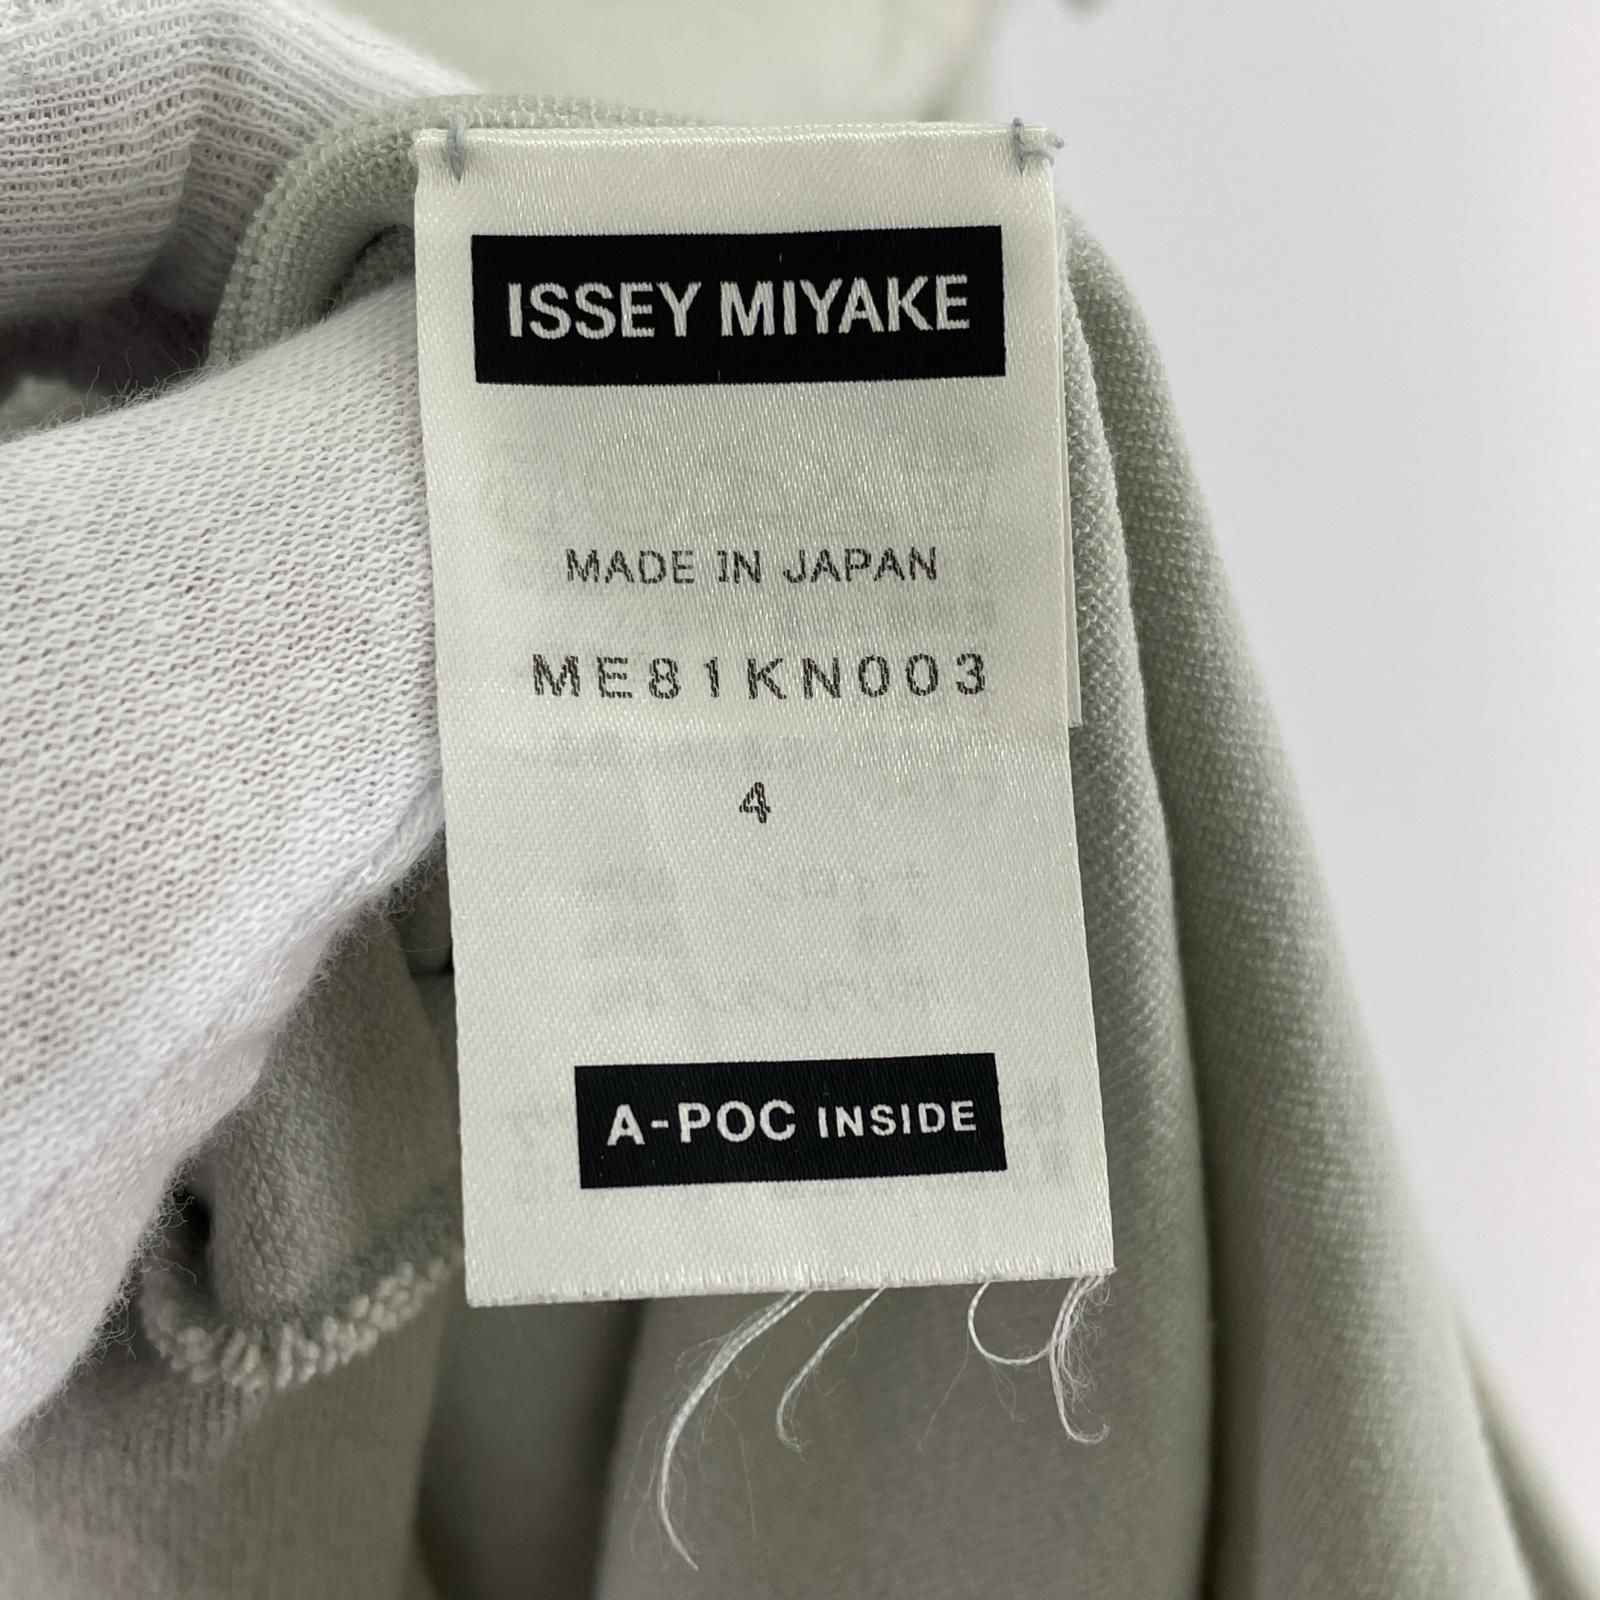 ISSEY MIYAKE
MADE IN JAPAN
ME81KN003
4
A-POC INSIDE